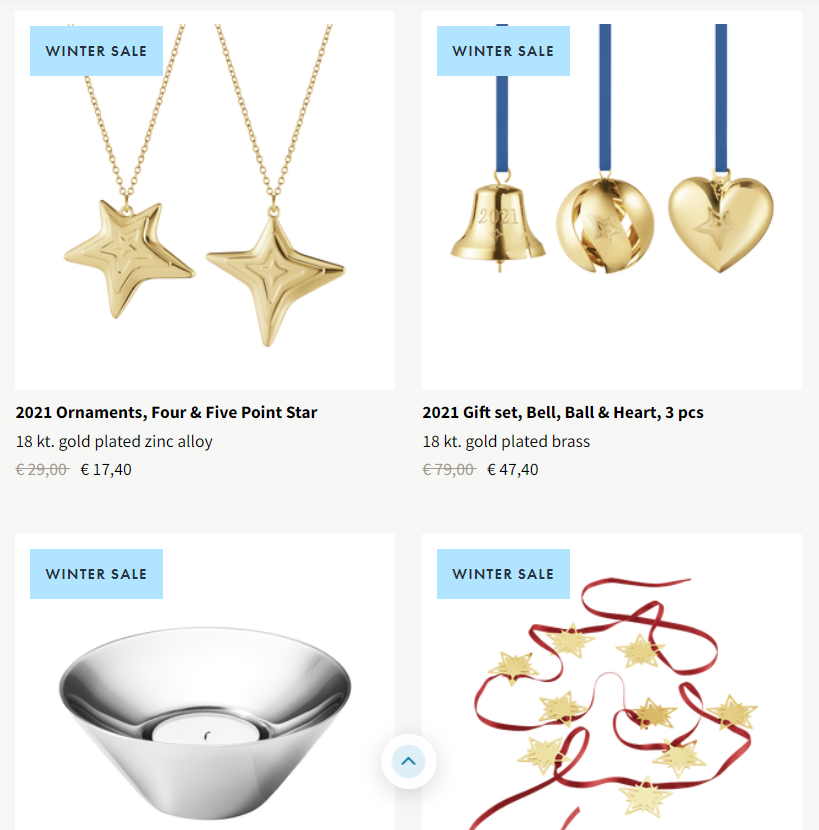 WINTER SALE
WINTER SALE
2021
2021 Ornaments, Four & Five Point Star
18 kt. gold plated zinc alloy
€ 29,00 € 17,40
2021 Gift set, Bell, Ball & Heart, 3 pcs
18 kt. gold plated brass
€ 79,00 € 47,40
WINTER SALE
WINTER SALE